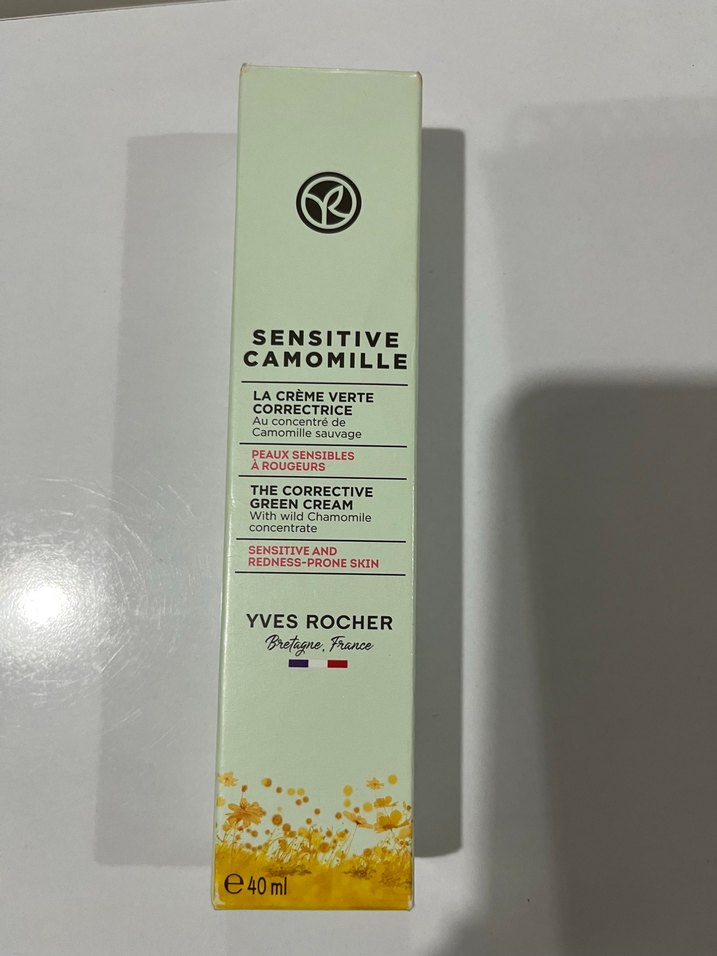 SENSITIVE
CAMOMILLE
LA CRÈME VERTE
CORRECTRICE
Au concentré de
Camomille sauvage
PEAUX SENSIBLES
À ROUGEURS
THE CORRECTIVE
GREEN CREAM
With wild Chamomile
concentrate
SENSITIVE AND
REDNESS-PRONE SKIN
YVES ROCHER
Bretagne, France
℮ 40 ml